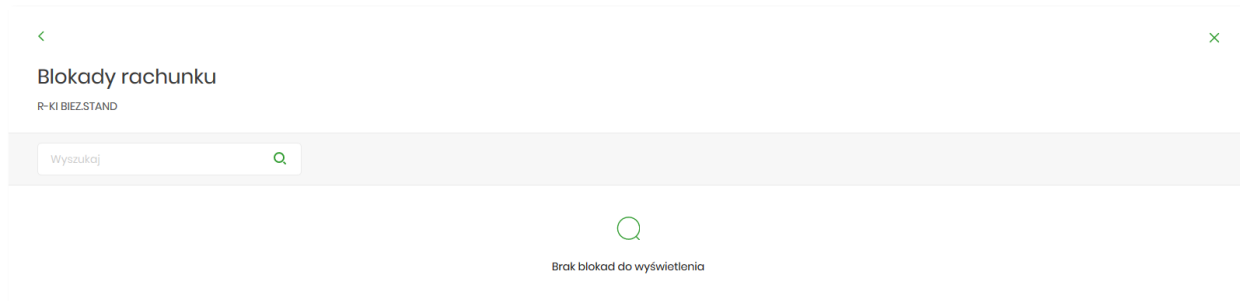 Blokady rachunku
R-KI BIEZ.STAND
Wyszukaj
Brak blokad do wyświetlenia